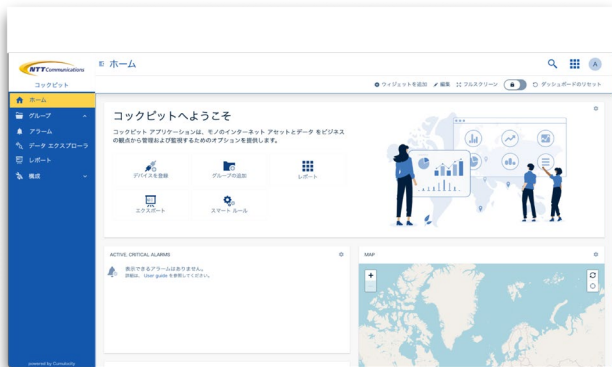 NTT Communications
コックピット
ホーム
グループ
アラーム
データ エクスプローラ
レポート
構成
powered by Cumulocity
ホーム
A
ウィジェットを追加 編集 フルスクリーン ダッシュボードのリセット
コックピットへようこそ
コックピット アプリケーションは、モノのインターネット アセットとデータ をビジネス
の観点から管理および監視するためのオプションを提供します。
デバイスを登録
グループの追加
レポート
エクスポート
スマート ルール
ACTIVE, CRITICAL ALARMS
表示できるアラームはありません。
詳細は、 User guide を参照してください。
MAP
+